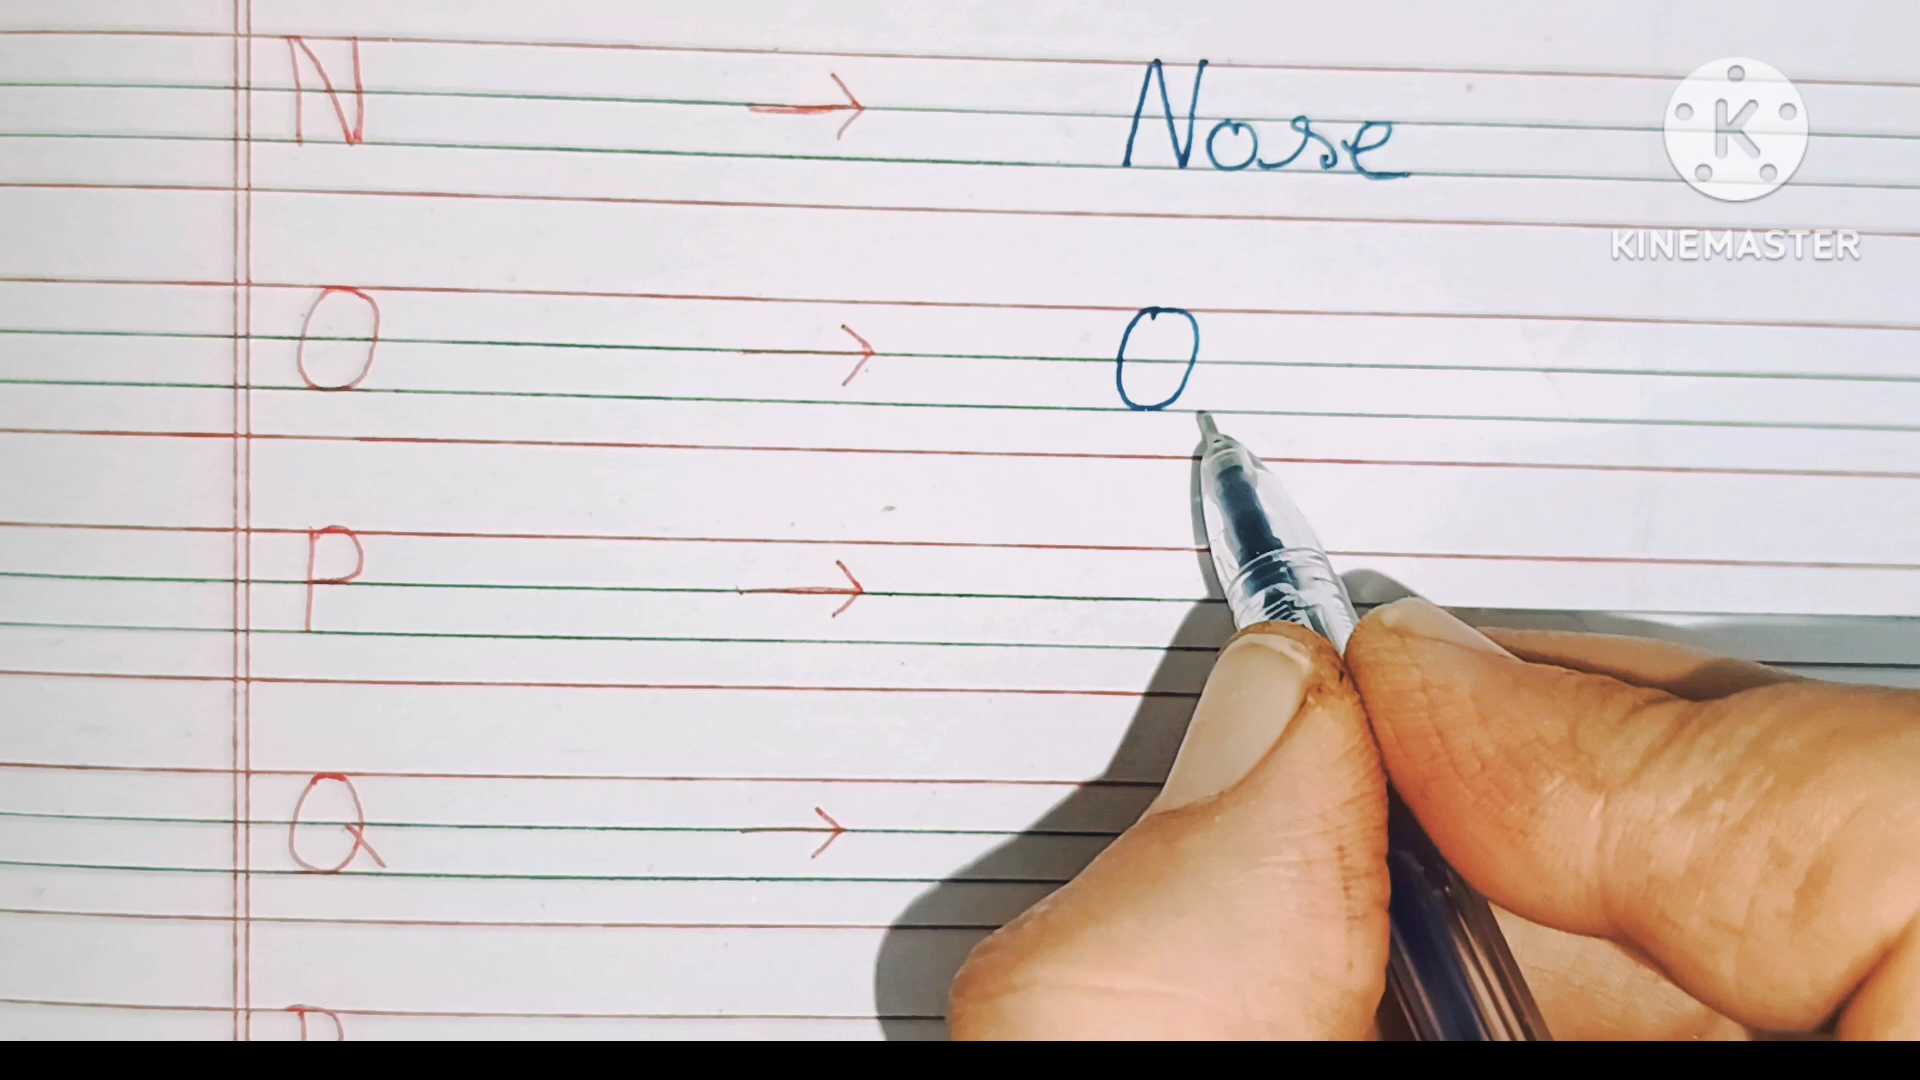 N → Nose
K
KINEMASTER
O → O
P →
Q →